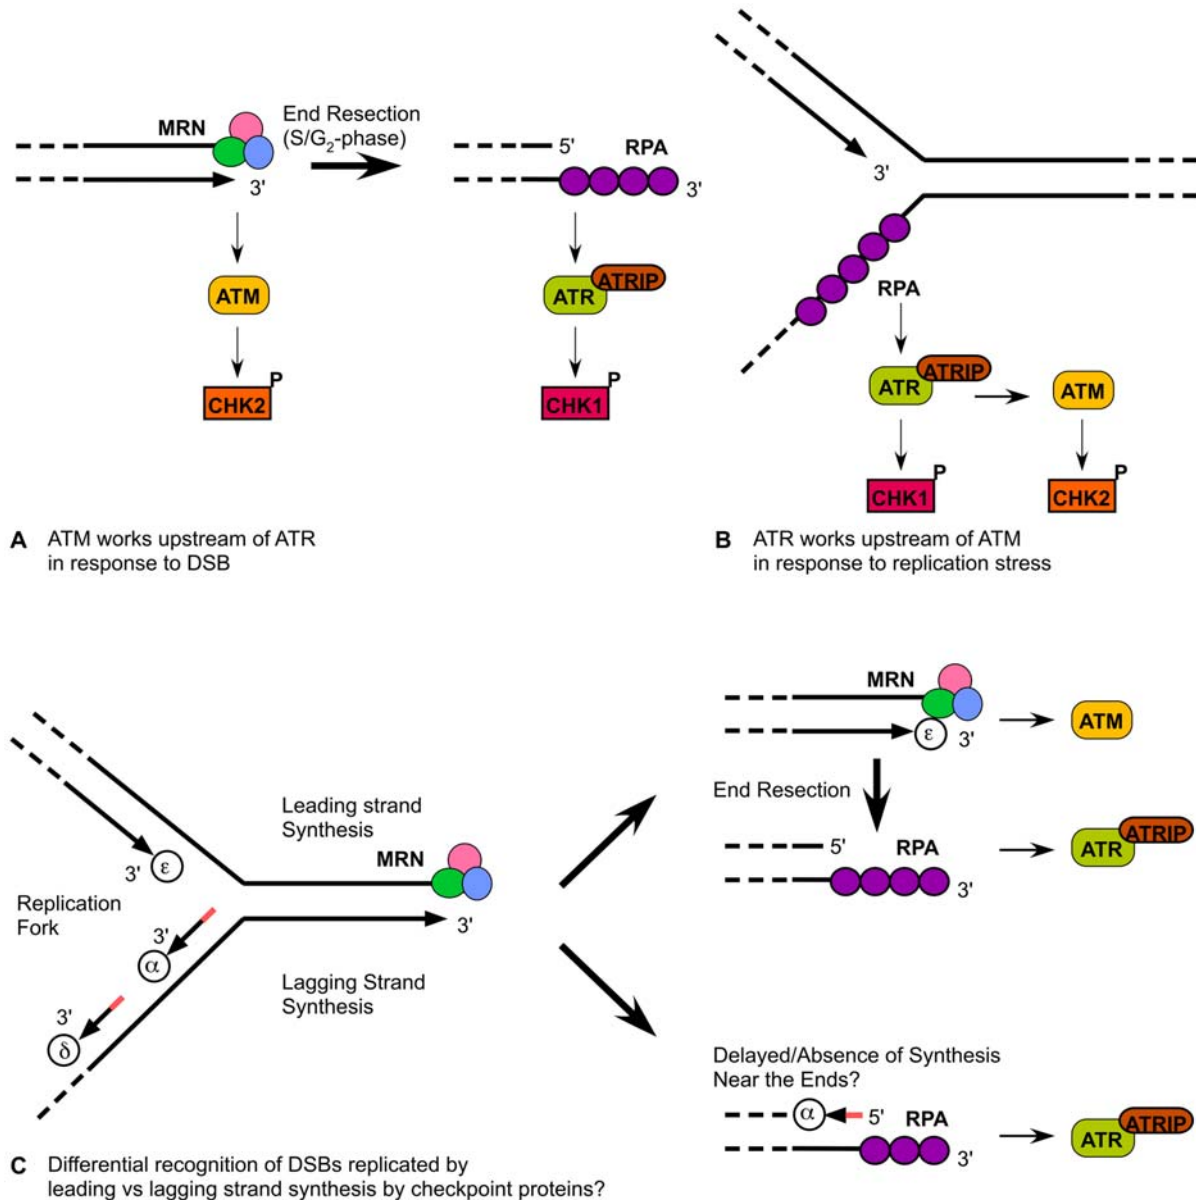 MRN
3'
End Resection
(S/G2-phase)
5'
RPA
3'
ATM
ATR
ATRIP
P
CHK2
P
CHK1
A ATM works upstream of ATR
in response to DSB
3'
RPA
ATR
ATRIP
ATM
P
CHK1
P
CHK2
B ATR works upstream of ATM
in response to replication stress
Leading strand
Synthesis
MRN
3' ε
Replication
Fork
3'
α
3'
δ
3'
Lagging Strand
Synthesis
MRN
ε 3'
ATM
End Resection
5'
RPA
3'
ATR
ATRIP
Delayed/Absence of Synthesis
Near the Ends?
α 5'
RPA
3'
ATR
ATRIP
C Differential recognition of DSBs replicated by
leading vs lagging strand synthesis by checkpoint proteins?